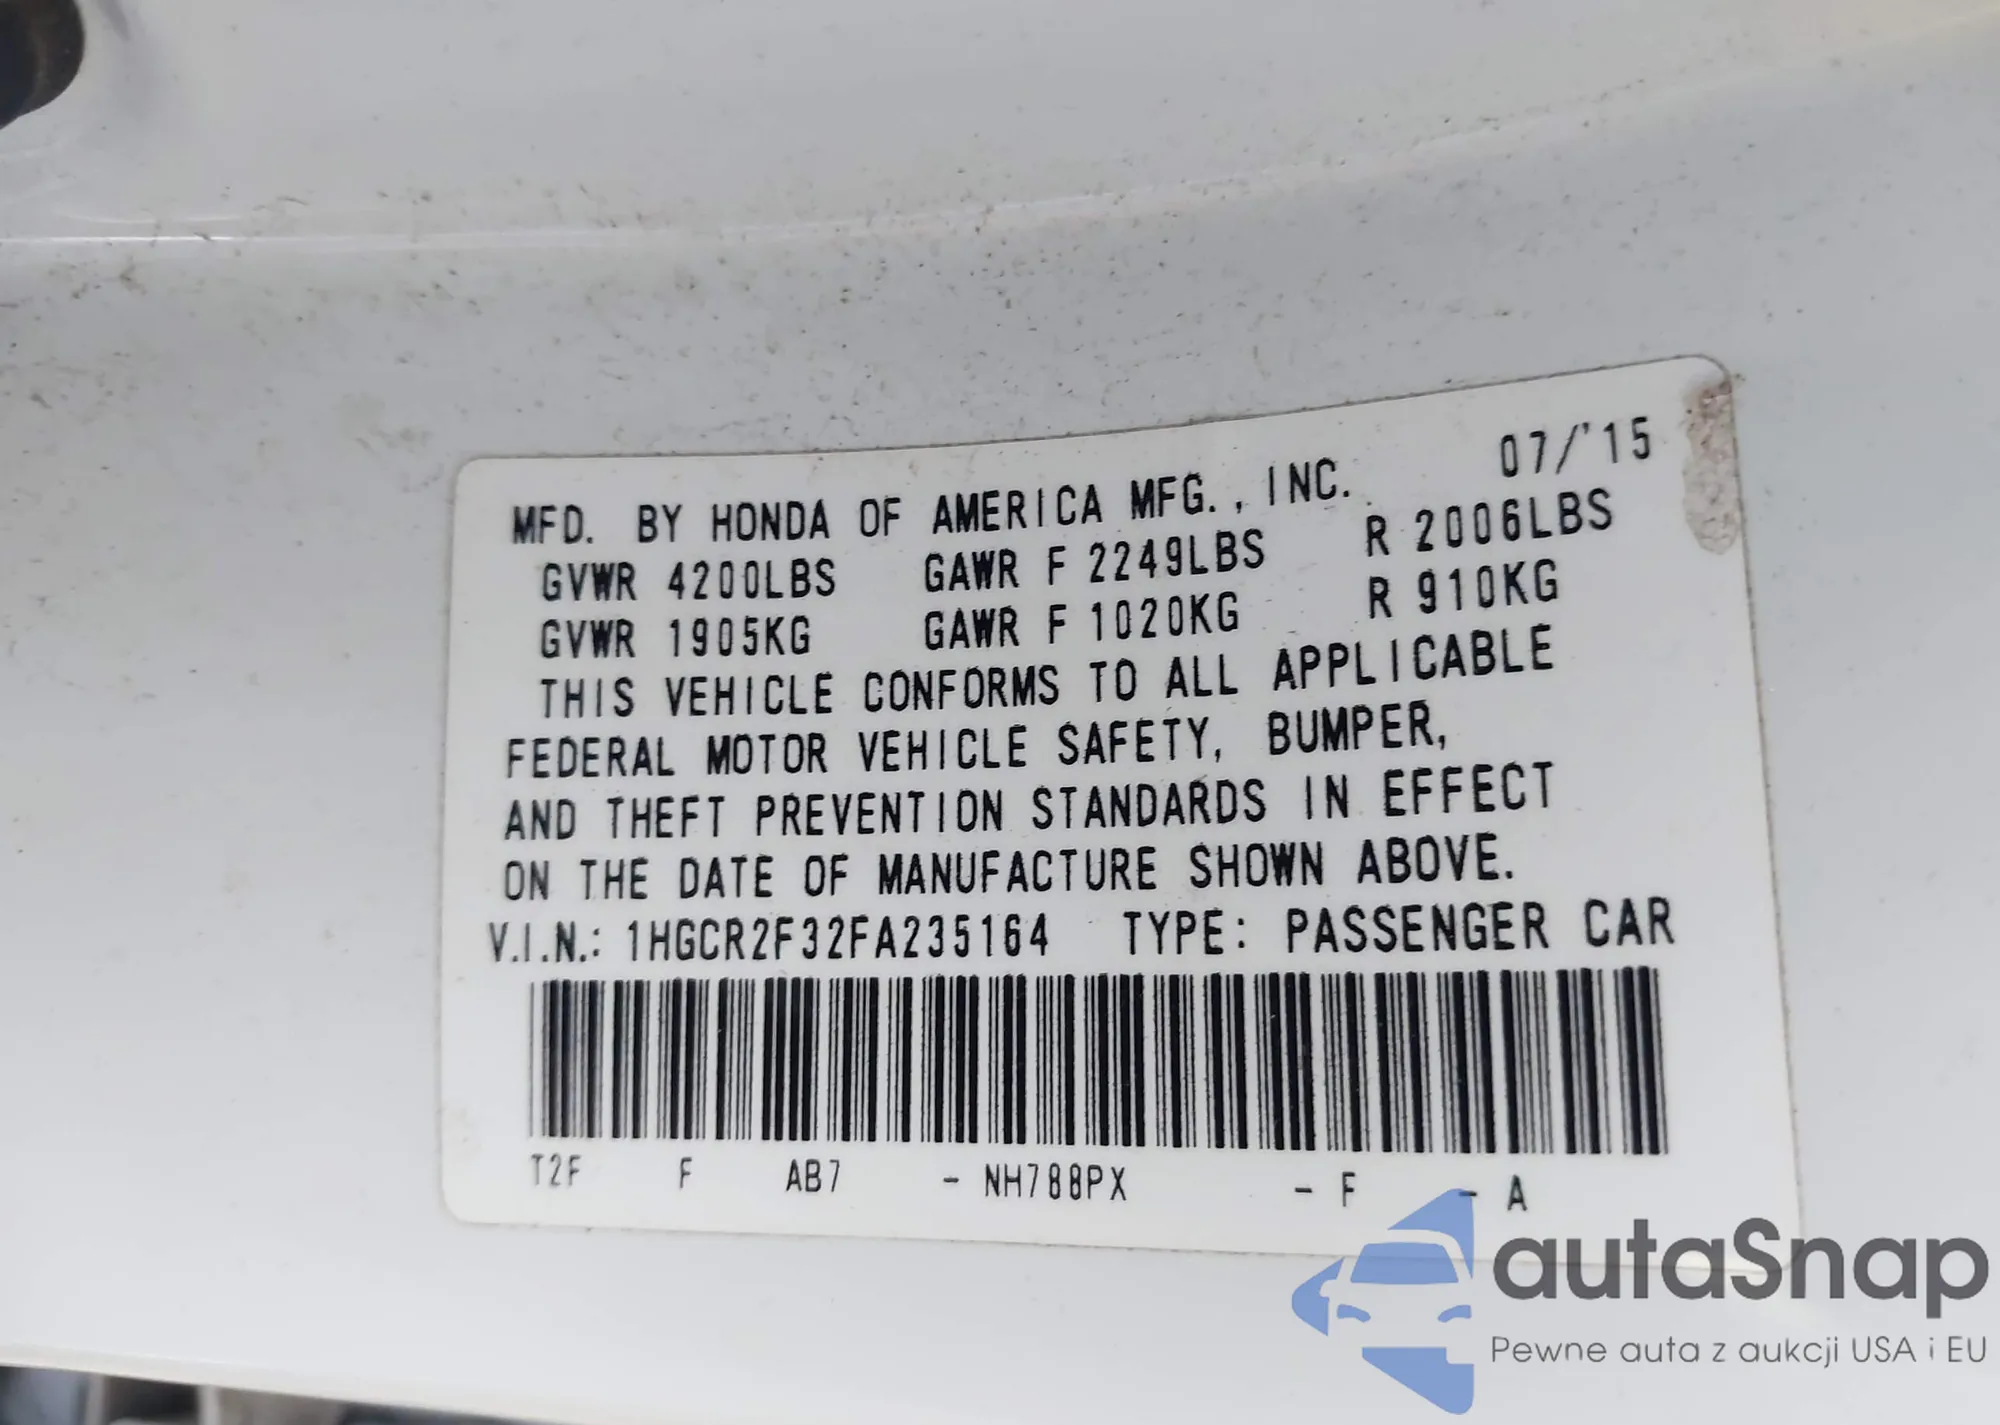 07/'15
MFD. BY HONDA OF AMERICA MFG., INC.
GVWR 4200LBS GAWR F 2249LBS R 2006LBS
GVWR 1905KG GAWR F 1020KG R 910KG
THIS VEHICLE CONFORMS TO ALL APPLICABLE
FEDERAL MOTOR VEHICLE SAFETY, BUMPER,
AND THEFT PREVENTION STANDARDS IN EFFECT
ON THE DATE OF MANUFACTURE SHOWN ABOVE.
V.I.N.: 1HGCR2F32FA235164 TYPE: PASSENGER CAR
T2F F AB7 - NH788PX - F - A
autaSnap
Pewne auta z aukcji USA i EU